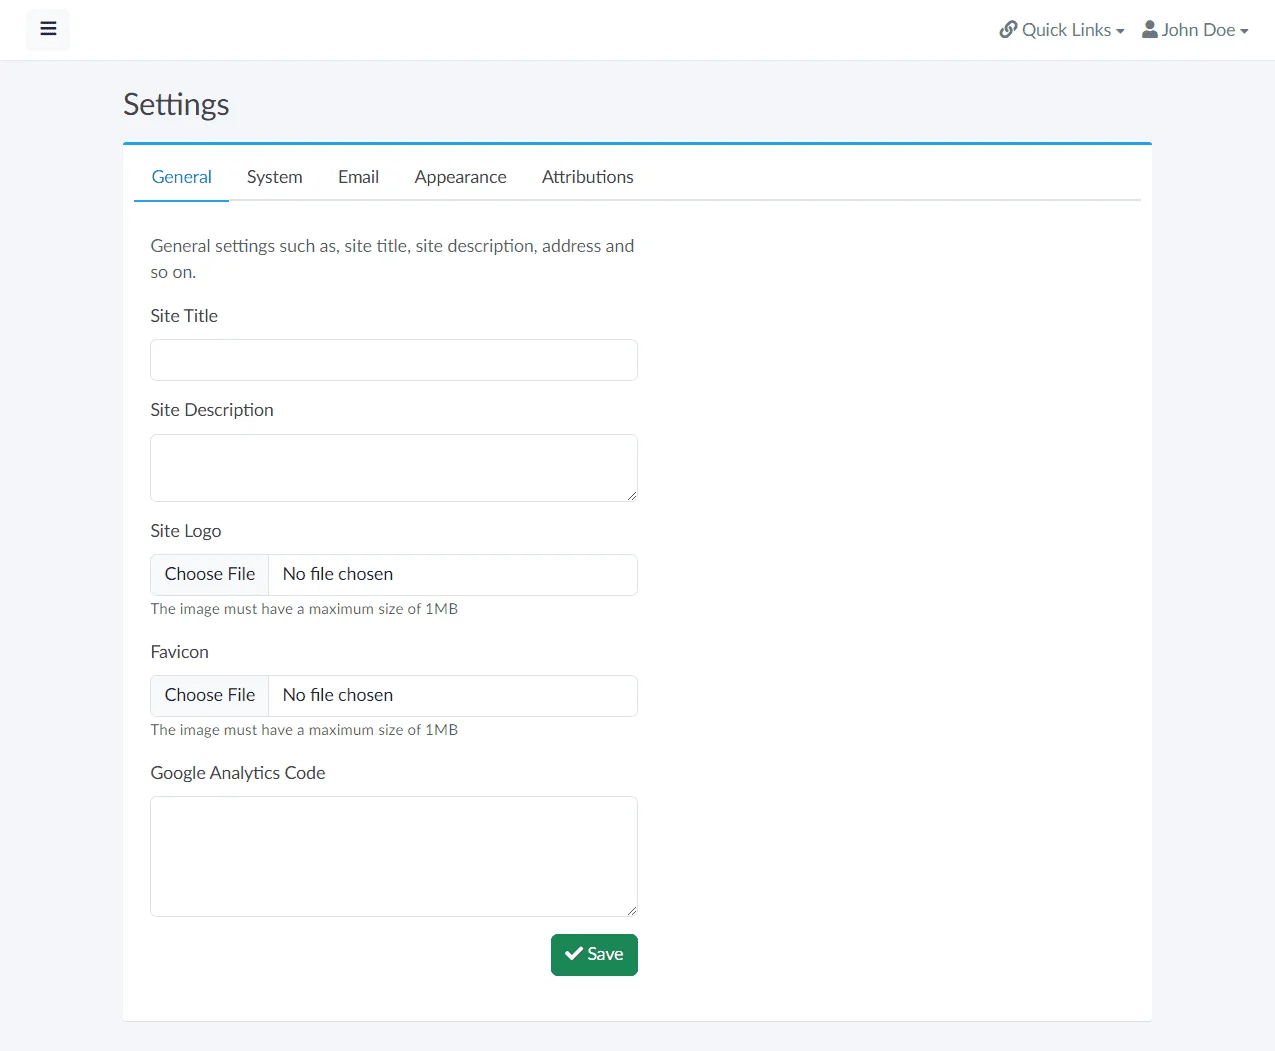 Quick Links
John Doe
Settings
General
System
Email
Appearance
Attributions
General settings such as, site title, site description, address and
so on.
Site Title
Site Description
Site Logo
Choose File
No file chosen
The image must have a maximum size of 1MB
Favicon
Choose File
No file chosen
The image must have a maximum size of 1MB
Google Analytics Code
Save